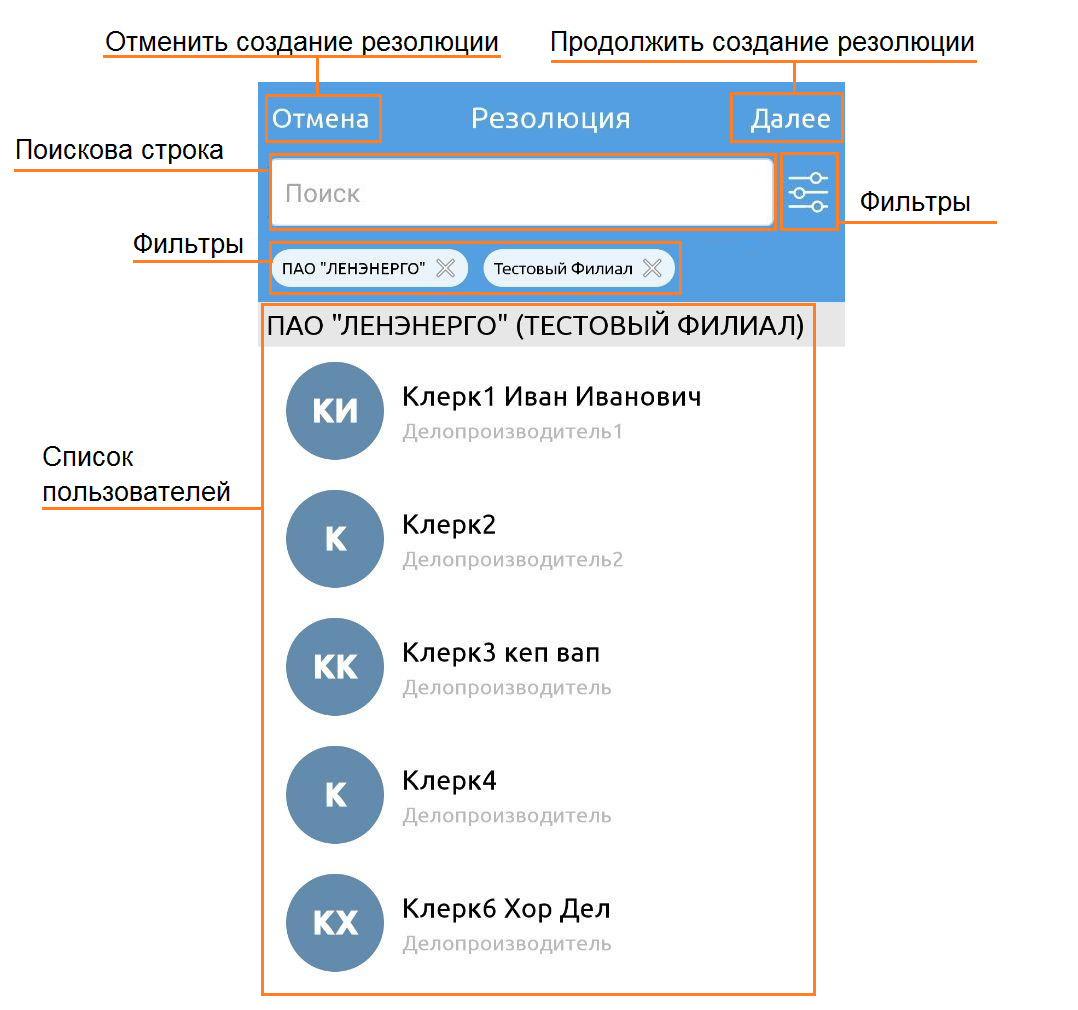 Отменить создание резолюции
Продолжить создание резолюции
Отмена
Резолюция
Далее
Поискова строка
Поиск
Фильтры
Фильтры
ПАО "ЛЕНЭНЕРГО"
Тестовый Филиал
ПАО "ЛЕНЭНЕРГО" (ТЕСТОВЫЙ ФИЛИАЛ)
КИ
Клерк1 Иван Иванович
Делопроизводитель1
Список
пользователей
К
Клерк2
Делопроизводитель2
КК
Клерк3 кеп вап
Делопроизводитель
К
Клерк4
Делопроизводитель
КХ
Клерк6 Хор Дел
Делопроизводитель